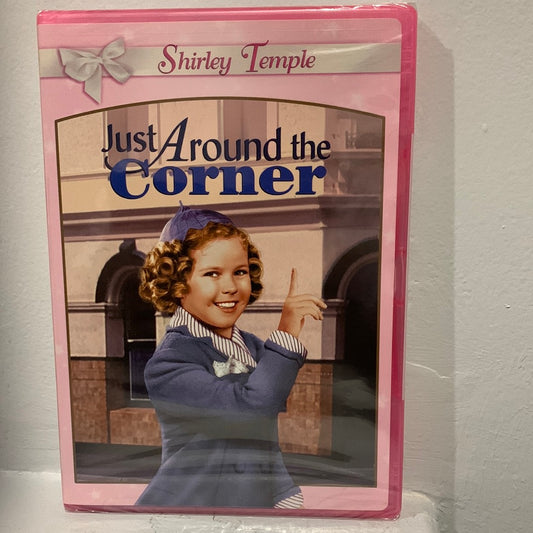 Shirley Temple
Just Around the
Corner